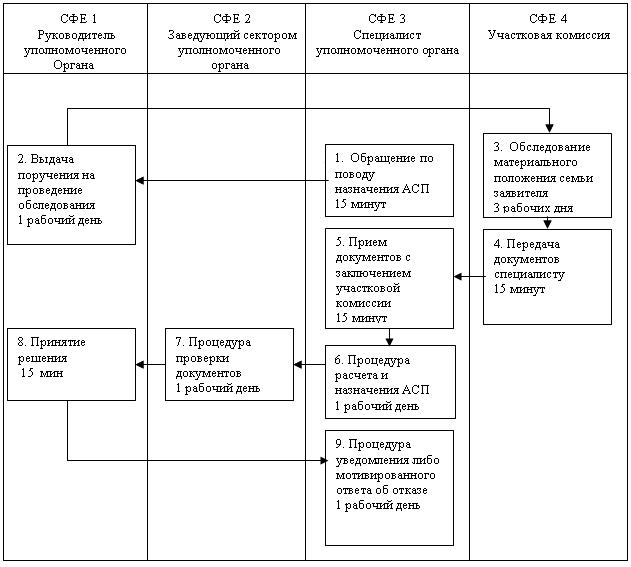 СФЕ 1
Руководитель
уполномоченного
Органа
СФЕ 2
Заведующий сектором
уполномоченного
органа
СФЕ 3
Специалист
уполномоченного органа
СФЕ 4
Участковая комиссия
2. Выдача
поручения на
проведение
обследования
1 рабочий день
1. Обращение по
поводу
назначения АСП
15 минут
3. Обследование
материального
положения семьи
заявителя
3 рабочих дня
5. Прием
документов с
заключением
участковой
комиссии
15 минут
4. Передача
документов
специалисту
15 минут
8. Принятие
решения
15 мин
7. Процедура
проверки
документов
1 рабочий день
6. Процедура
расчета и
назначения АСП
1 рабочий день
9. Процедура
уведомления либо
мотивированного
ответа об отказе
1 рабочий день